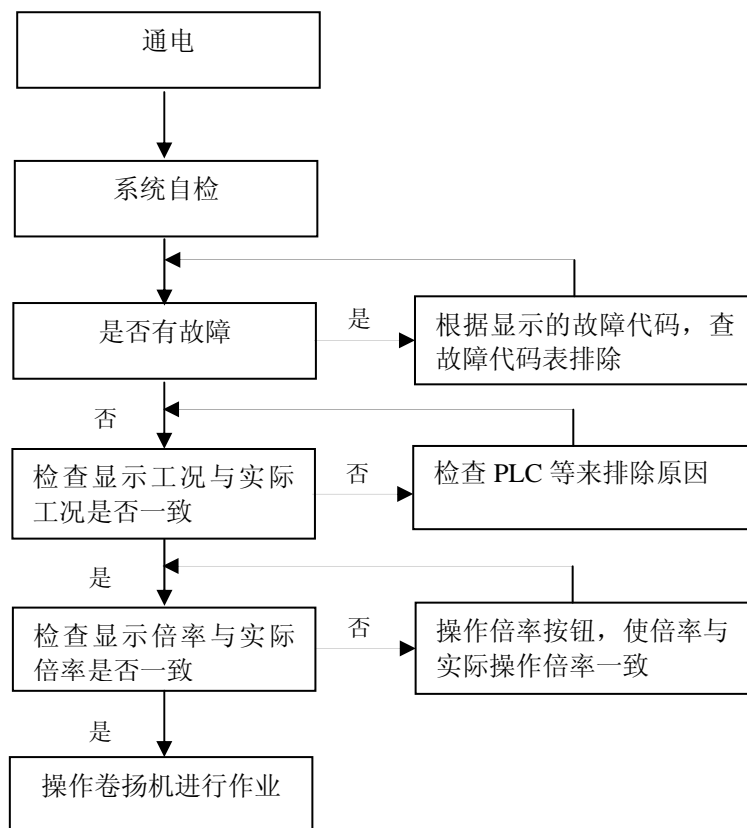 通电
系统自检
是否有故障
是
根据显示的故障代码，查
故障代码表排除
否
检查显示工况与实际
工况是否一致
否
检查 PLC 等来排除原因
是
检查显示倍率与实际
倍率是否一致
否
操作倍率按钮，使倍率与
实际操作倍率一致
是
操作卷扬机进行作业